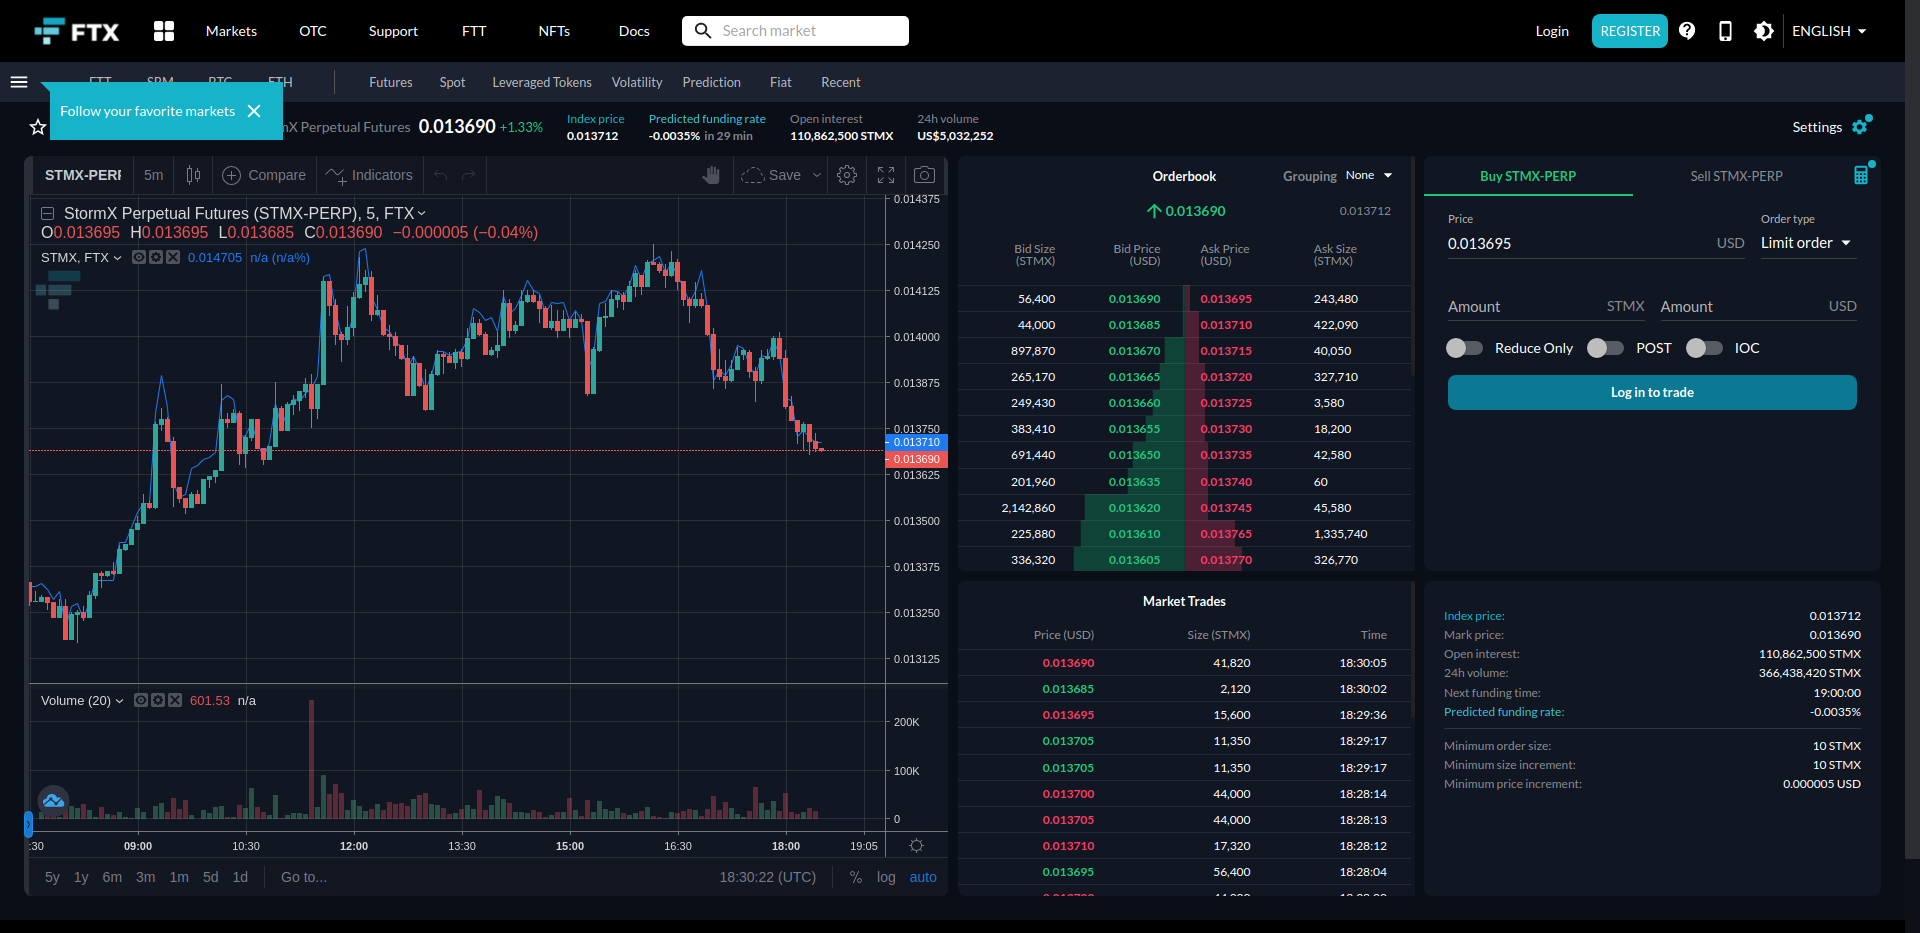 FTX Markets OTC Support FTT NFTs Docs Search market Login REGISTER ENGLISH
FTT SRM BTC ETH Futures Spot Leveraged Tokens Volatility Prediction Fiat Recent
Follow your favorite markets
Perpetual Futures 0.013690 +1.33%
Index price
0.013712
Predicted funding rate
-0.0035% in 29 min
Open interest
110,862,500 STMX
24h volume
US$5,032,252
Settings
STMX-PERP 5m Compare Indicators Save
StormX Perpetual Futures (STMX-PERP), 5, FTX
O0.013695 H0.013695 L0.013685 C0.013690 −0.000005 (−0.04%)
STMX, FTX 0.014705 n/a (n/a%)
0.014375
0.014250
0.014125
0.014000
0.013875
0.013750
0.013710
0.013690
0.013625
0.013500
0.013375
0.013250
0.013125
Volume (20) 601.53 n/a
200K
100K
0
:30 09:00 10:30 12:00 13:30 15:00 16:30 18:00 19:05
5y 1y 6m 3m 1m 5d 1d Go to... 18:30:22 (UTC) % log auto
Orderbook Grouping None
0.013690 0.013712
Bid Size (STMX) Bid Price (USD) Ask Price (USD) Ask Size (STMX)
56,400 0.013690 0.013695 243,480
44,000 0.013685 0.013710 422,090
897,870 0.013670 0.013715 40,050
265,170 0.013665 0.013720 327,710
249,430 0.013660 0.013725 3,580
383,410 0.013655 0.013730 18,200
691,440 0.013650 0.013735 42,580
201,960 0.013635 0.013740 60
2,142,860 0.013620 0.013745 45,580
225,880 0.013610 0.013765 1,335,740
336,320 0.013605 0.013770 326,770
Market Trades
Price (USD) Size (STMX) Time
0.013690 41,820 18:30:05
0.013685 2,120 18:30:02
0.013695 15,600 18:29:36
0.013705 11,350 18:29:17
0.013705 11,350 18:29:17
0.013700 44,000 18:28:14
0.013705 44,000 18:28:13
0.013710 17,320 18:28:12
0.013695 56,400 18:28:04
Buy STMX-PERP Sell STMX-PERP
Price Order type
0.013695 USD Limit order
Amount STMX Amount USD
Reduce Only POST IOC
Log in to trade
Index price: 0.013712
Mark price: 0.013690
Open interest: 110,862,500 STMX
24h volume: 366,438,420 STMX
Next funding time: 19:00:00
Predicted funding rate: -0.0035%
Minimum order size: 10 STMX
Minimum size increment: 10 STMX
Minimum price increment: 0.000005 USD